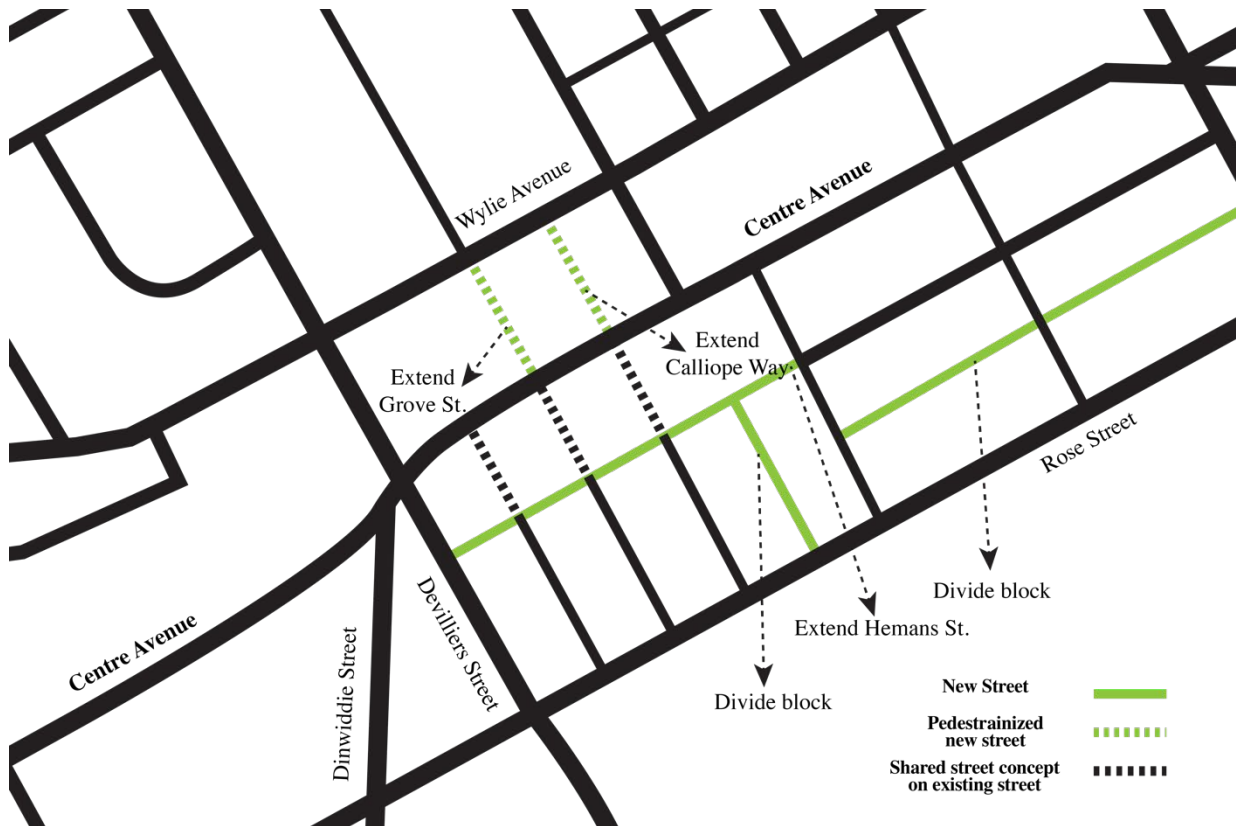 Wylie Avenue
Centre Avenue
Extend
Grove St.
Extend
Calliope Way
Rose Street
Centre Avenue
Dinwiddie Street
Devilliers Street
Divide block
Extend Hemans St.
Divide block
New Street
Pedestrainized
new street
Shared street concept
on existing street